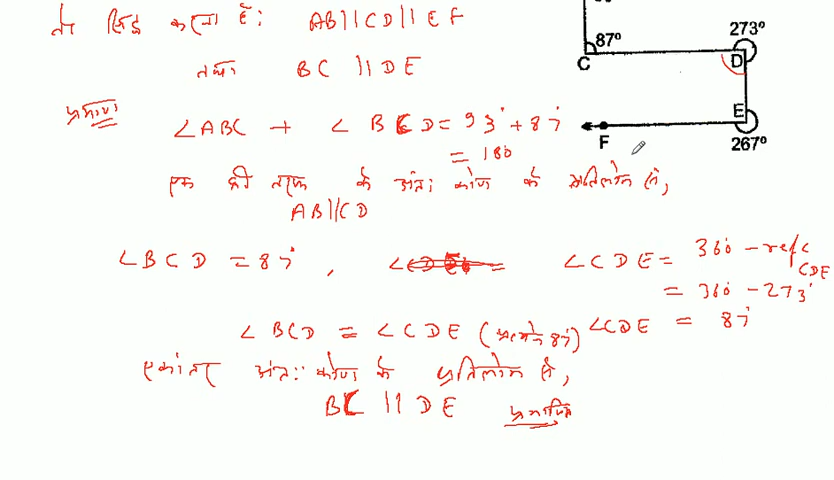 तो सिद्ध करना है: AB||CD||EF
तथा BC || DE
273°
87°
C
D
E
F
267°
प्रमाण
∠ABC + ∠BCD = 93° + 87°
= 180
एक ही तरफ के अंतः कोण के प्रतिलोम से,
AB||CD
∠BCD = 87°, ∠CDE = 360° - ref∠CDE
= 360° - 273°
∠CDE = 87°
∠BCD = ∠CDE (प्रत्येक 87°)
एकांतर अंतः कोण के प्रतिलोम से,
BC || DE प्रमाणित